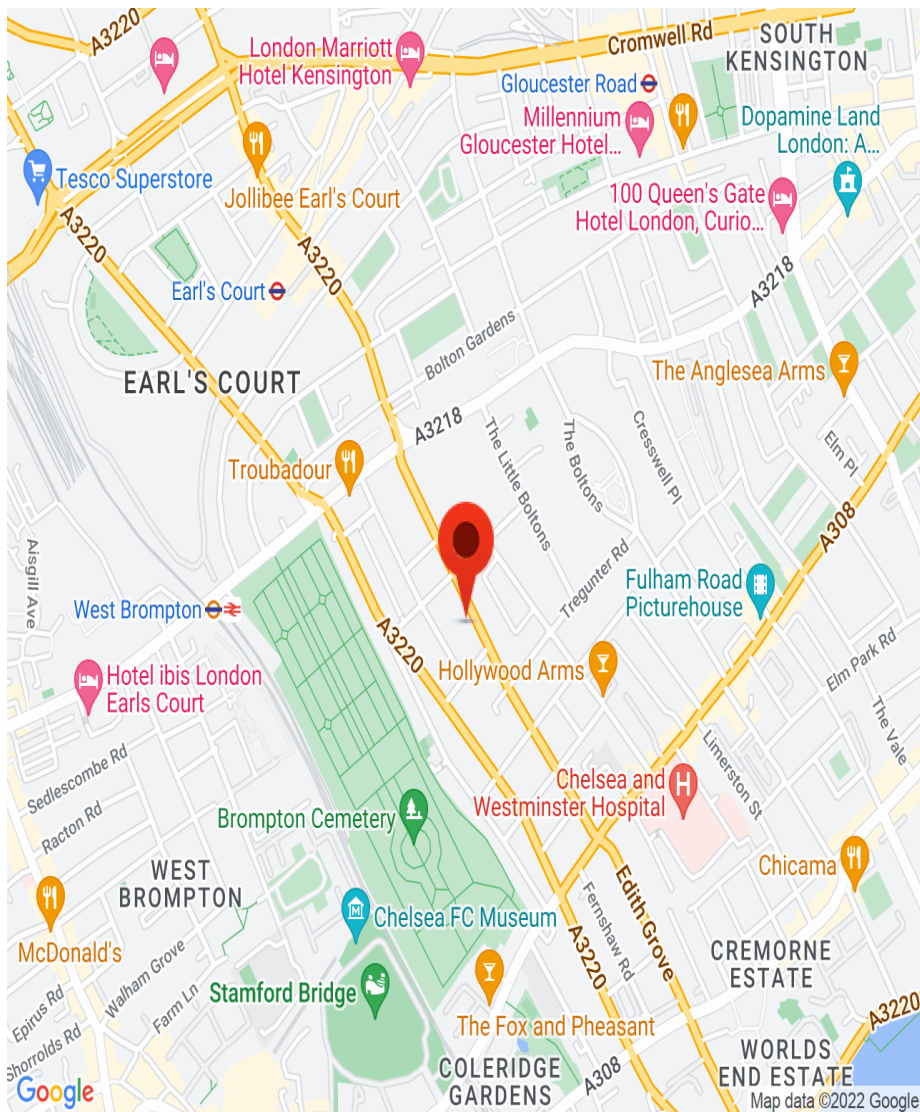 A3220
London Marriott
Hotel Kensington
Cromwell Rd
SOUTH
KENSINGTON
Gloucester Road
Millennium
Gloucester Hotel...
Dopamine Land
London: A...
Tesco Superstore
Jollibee Earl's Court
100 Queen's Gate
Hotel London, Curio...
A3220
A3220
Earl's Court
A3218
Bolton Gardens
EARL'S COURT
The Anglesea Arms
A3218
The Little Boltons
The Boltons
Cresswell Pl
Elm Pl
Troubadour
A308
Aisgill Ave
Tregunter Rd
Fulham Road
Picturehouse
West Brompton
A3220
Hollywood Arms
Elm Park Rd
Hotel ibis London
Earls Court
The Vale
Limerston St
Sedlescombe Rd
Chelsea and
Westminster Hospital
Racton Rd
Brompton Cemetery
WEST
BROMPTON
Chicama
Edith Grove
Fernshaw Rd
Chelsea FC Museum
McDonald's
Walham Grove
A3220
CREMORNE
ESTATE
Stamford Bridge
Epirus Rd
Farm Ln
The Fox and Pheasant
A3220
Shorrolds Rd
WORLDS
END ESTATE
COLERIDGE
GARDENS
A308
Google
Map data ©2022 Google